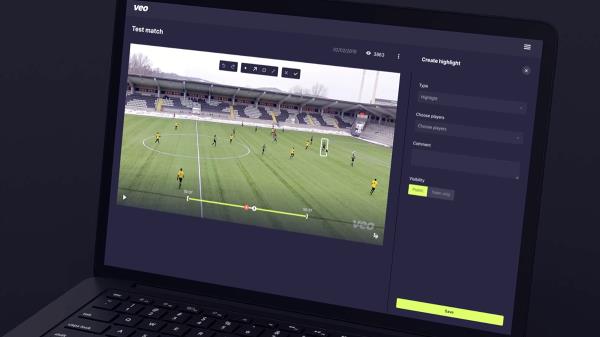 veo
Test match
02/02/2019
3863
Create highlight
Type
Highlight
Choose players
Choose players
Comment
Visibility
Public
Team only
veo
Save